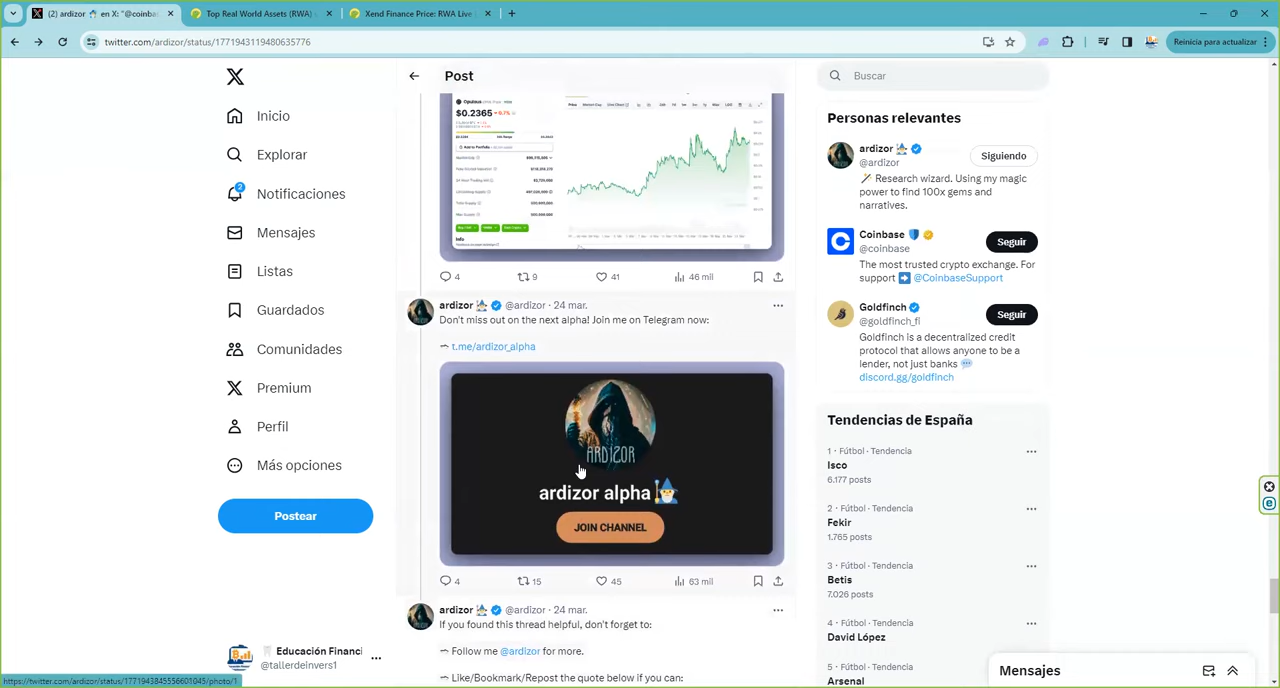 (2) ardizor en X: "@coinba
Top Real World Assets (RWA)
Xend Finance Price: RWA Live
twitter.com/ardizor/status/1771943119480635776
Reinicia para actualizar
Inicio
Explorar
2
Notificaciones
Mensajes
Listas
Guardados
Comunidades
Premium
Perfil
Más opciones
Postear
Educación Financi
@tallerdeinvers1
https://twitter.com/ardizor/status/1771943845556601045/photo/1
Post
Opulous
$0.2365
0.7%
Info
4
9
41
46 mil
ardizor @ardizor · 24 mar.
Don't miss out on the next alpha! Join me on Telegram now:
t.me/ardizor_alpha
ARDIZOR
ardizor alpha
JOIN CHANNEL
4
15
45
63 mil
ardizor @ardizor · 24 mar.
If you found this thread helpful, don't forget to:
Follow me @ardizor for more.
Like/Bookmark/Repost the quote below if you can:
Buscar
Personas relevantes
ardizor
@ardizor
Siguiendo
Research wizard. Using my magic
power to find 100x gems and
narratives.
Coinbase
@coinbase
Seguir
The most trusted crypto exchange. For
support @CoinbaseSupport
Goldfinch
@goldfinch_fi
Seguir
Goldfinch is a decentralized credit
protocol that allows anyone to be a
lender, not just banks
discord.gg/goldfinch
Tendencias de España
1 · Fútbol · Tendencia
Isco
6.177 posts
2 · Fútbol · Tendencia
Fekir
1.765 posts
3 · Fútbol · Tendencia
Betis
7.026 posts
4 · Fútbol · Tendencia
David López
5 · Fútbol · Tendencia
Arsenal
Mensajes